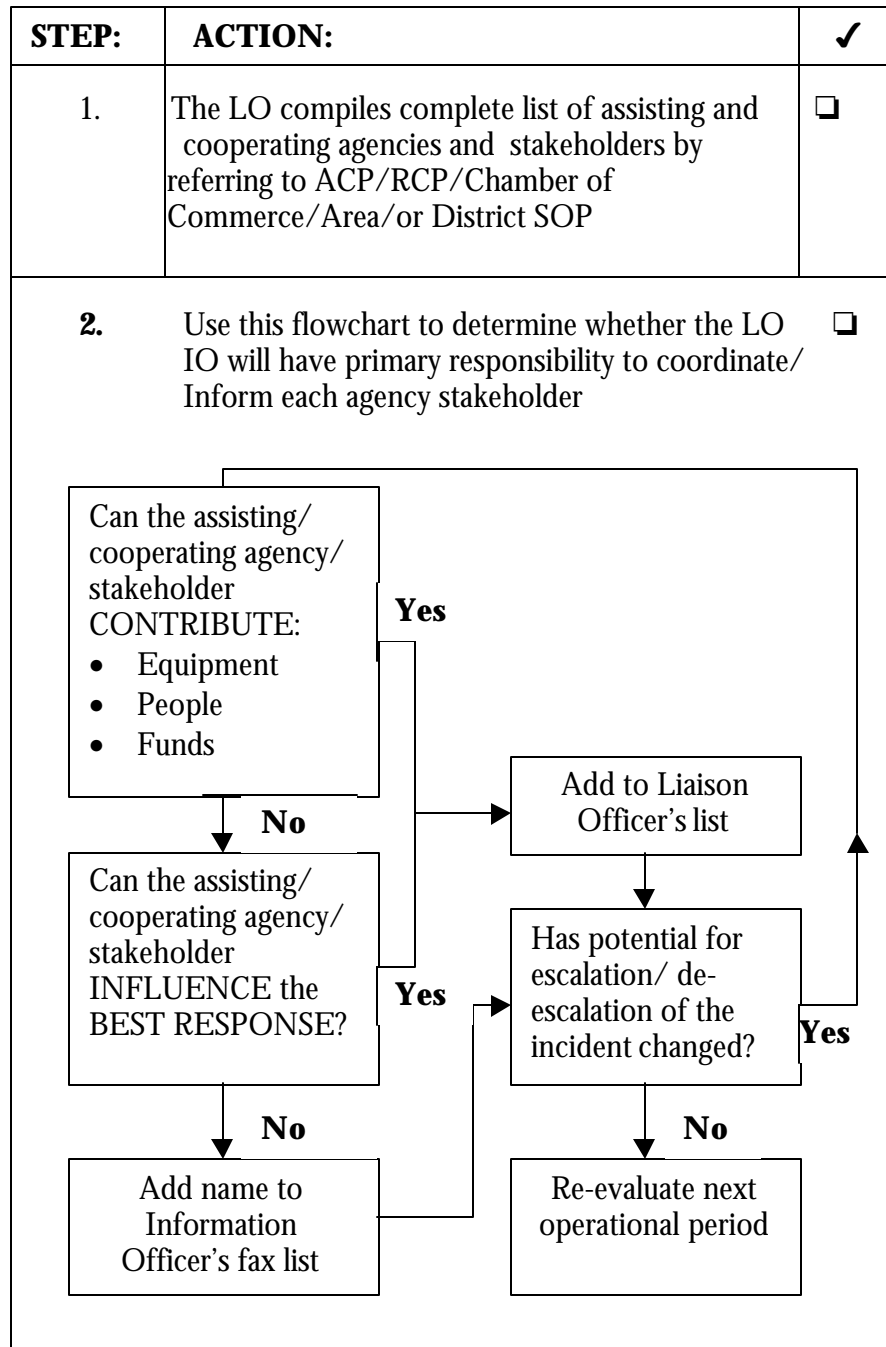 STEP: ACTION: ✓
1. The LO compiles complete list of assisting and ❏
cooperating agencies and stakeholders by
referring to ACP/RCP/Chamber of
Commerce/Area/or District SOP
2. Use this flowchart to determine whether the LO ❏
IO will have primary responsibility to coordinate/
Inform each agency stakeholder
Can the assisting/
cooperating agency/
stakeholder
CONTRIBUTE:
• Equipment
• People
• Funds
Yes
No
Add to Liaison
Officer's list
Can the assisting/
cooperating agency/
stakeholder
INFLUENCE the
BEST RESPONSE?
Yes
No
Has potential for
escalation/ de-
escalation of the
incident changed?
Yes
No
Add name to
Information
Officer's fax list
Re-evaluate next
operational period